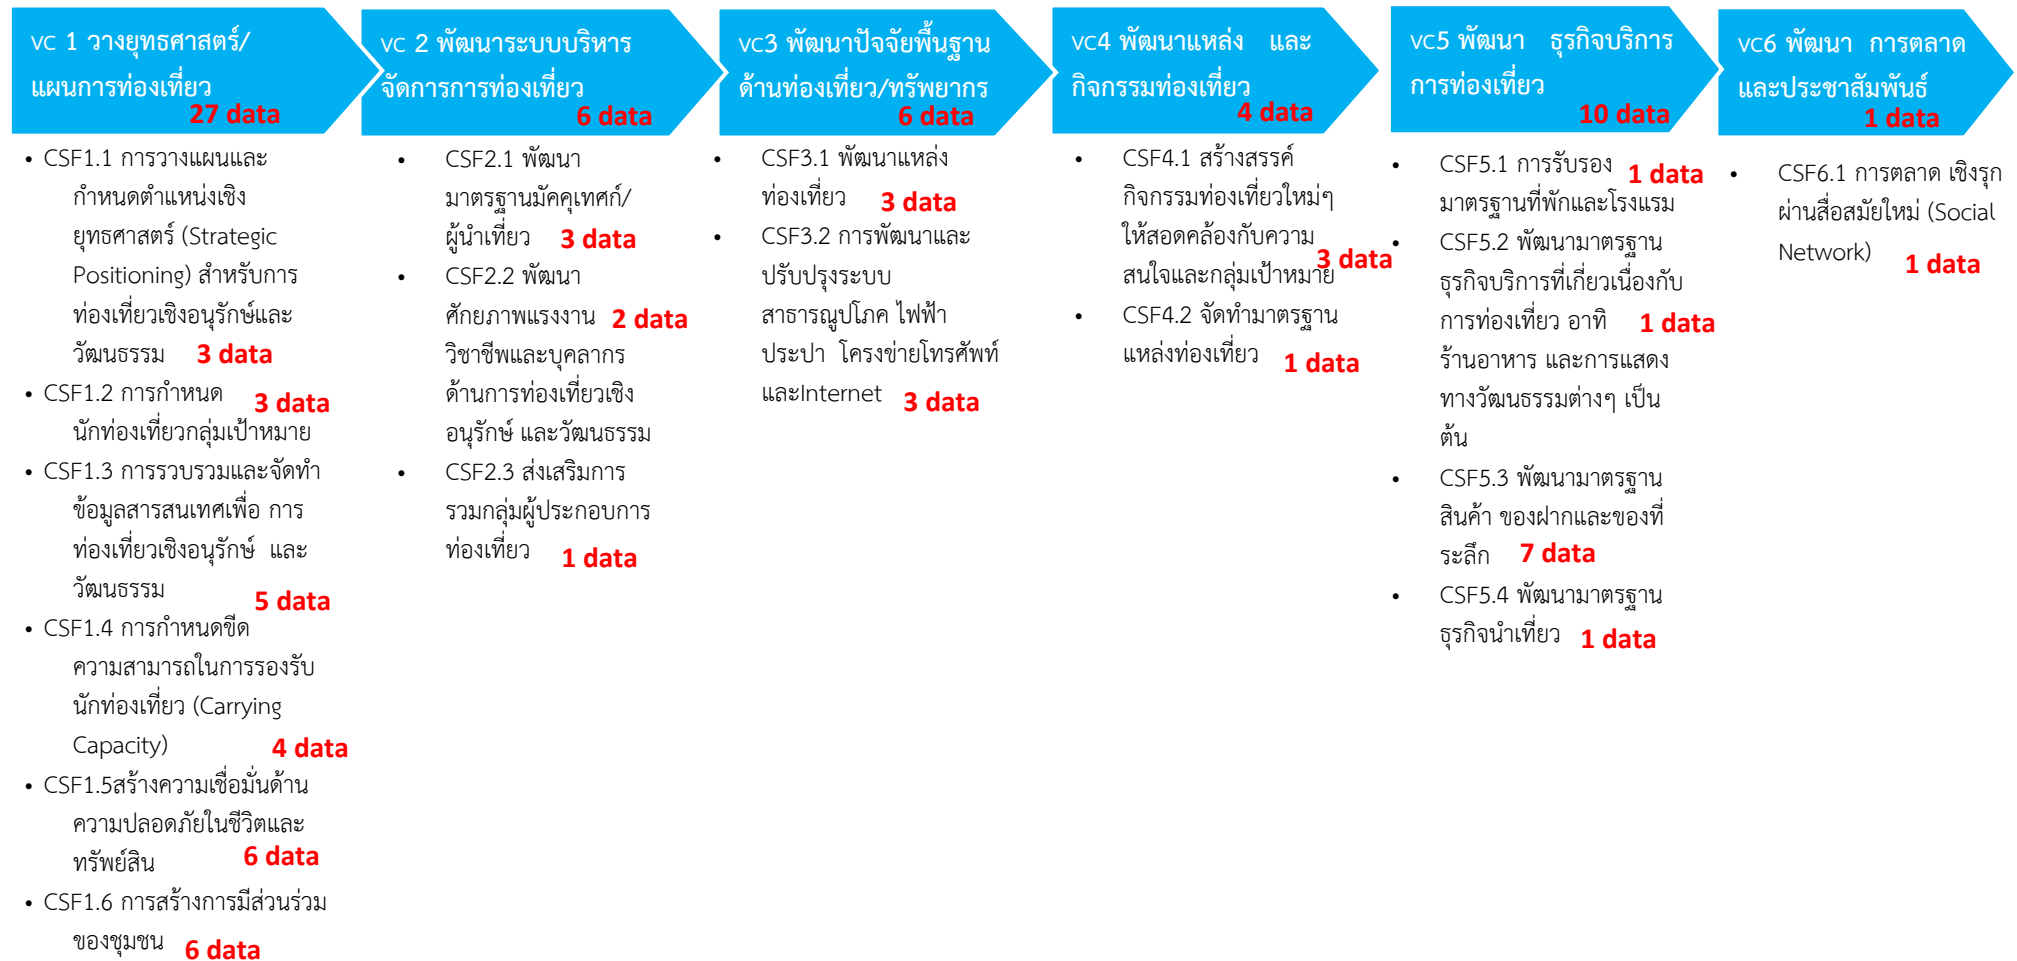 VC 1 วางยุทธศาสตร์/
แผนการท่องเที่ยว
27 data
• CSF1.1 การวางแผนและ
กำหนดตำแหน่งเชิง
ยุทธศาสตร์ (Strategic
Positioning) สำหรับการ
ท่องเที่ยวเชิงอนุรักษ์และ
วัฒนธรรม 3 data
• CSF1.2 การกำหนด 3 data
นักท่องเที่ยวกลุ่มเป้าหมาย
• CSF1.3 การรวบรวมและจัดทำ
ข้อมูลสารสนเทศเพื่อ การ
ท่องเที่ยวเชิงอนุรักษ์ และ
วัฒนธรรม 5 data
• CSF1.4 การกำหนดขีด
ความสามารถในการรองรับ
นักท่องเที่ยว (Carrying
Capacity) 4 data
• CSF1.5สร้างความเชื่อมั่นด้าน
ความปลอดภัยในชีวิตและ
ทรัพย์สิน 6 data
• CSF1.6 การสร้างการมีส่วนร่วม
ของชุมชน 6 data
VC 2 พัฒนาระบบบริหาร
จัดการการท่องเที่ยว
6 data
• CSF2.1 พัฒนา
มาตรฐานมัคคุเทศก์/
ผู้นำเที่ยว 3 data
• CSF2.2 พัฒนา
ศักยภาพแรงงาน 2 data
วิชาชีพและบุคลากร
ด้านการท่องเที่ยวเชิง
อนุรักษ์ และวัฒนธรรม
• CSF2.3 ส่งเสริมการ
รวมกลุ่มผู้ประกอบการ
ท่องเที่ยว 1 data
VC3 พัฒนาปัจจัยพื้นฐาน
ด้านท่องเที่ยว/ทรัพยากร
6 data
• CSF3.1 พัฒนาแหล่ง
ท่องเที่ยว 3 data
• CSF3.2 การพัฒนาและ
ปรับปรุงระบบ
สาธารณูปโภค ไฟฟ้า
ประปา โครงข่ายโทรศัพท์
และInternet 3 data
VC4 พัฒนาแหล่ง และ
กิจกรรมท่องเที่ยว
4 data
• CSF4.1 สร้างสรรค์
กิจกรรมท่องเที่ยวใหม่ๆ
ให้สอดคล้องกับความ
สนใจและกลุ่มเป้าหมาย 3 data
• CSF4.2 จัดทำมาตรฐาน
แหล่งท่องเที่ยว 1 data
VC5 พัฒนา ธุรกิจบริการ
การท่องเที่ยว
10 data
• CSF5.1 การรับรอง 1 data
มาตรฐานที่พักและโรงแรม
• CSF5.2 พัฒนามาตรฐาน
ธุรกิจบริการที่เกี่ยวเนื่องกับ
การท่องเที่ยว อาทิ 1 data
ร้านอาหาร และการแสดง
ทางวัฒนธรรมต่างๆ เป็น
ต้น
• CSF5.3 พัฒนามาตรฐาน
สินค้า ของฝากและของที่
ระลึก 7 data
• CSF5.4 พัฒนามาตรฐาน
ธุรกิจนำเที่ยว 1 data
VC6 พัฒนา การตลาด
และประชาสัมพันธ์
1 data
• CSF6.1 การตลาด เชิงรุก
ผ่านสื่อสมัยใหม่ (Social
Network) 1 data